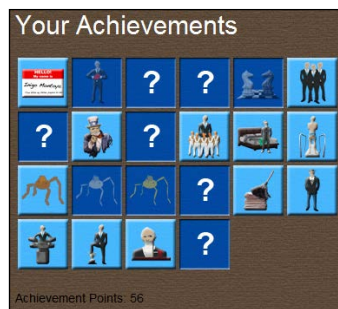 Your Achievements
HELLO
My name is
Inigo Montoya
? ?
? ?
?
?
Achievement Points: 56